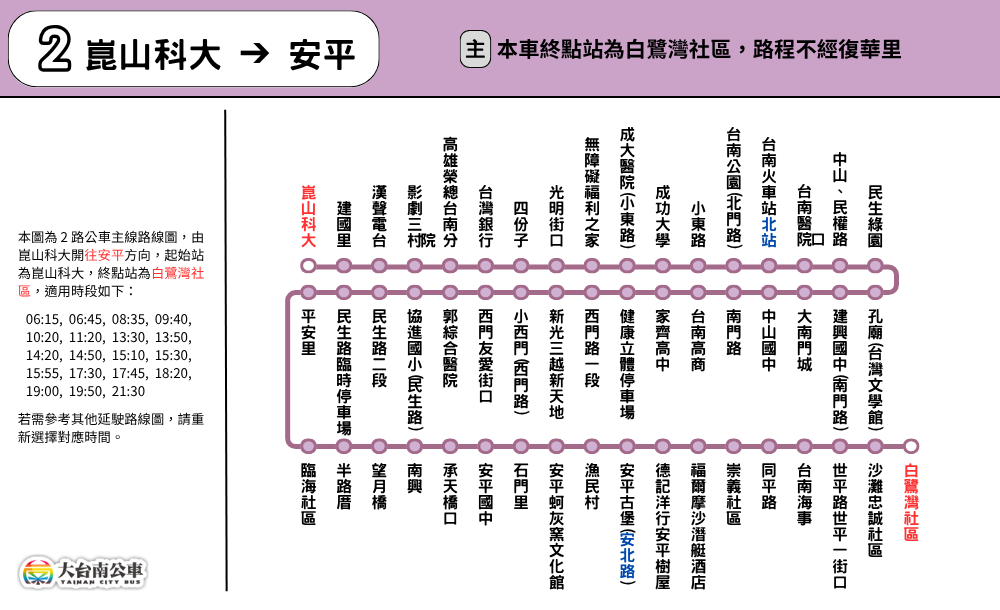 2 崑山科大 → 安平
主 本車終點站為白鷺灣社區，路程不經復華里
本圖為 2 路公車主線路線圖，由
崑山科大開往安平方向，起始站
為崑山科大，終點站為白鷺灣社
區，適用時段如下：
06:15, 06:45, 08:35, 09:40,
10:20, 11:20, 13:30, 13:50,
14:20, 14:50, 15:10, 15:30,
15:55, 17:30, 17:45, 18:20,
19:00, 19:50, 21:30
若需參考其他延駛路線圖，請重
新選擇對應時間。
崑山科大
建國里
漢聲電台
影劇三村
高雄榮總台南分院
台灣銀行
四份子
光明街口
無障礙福利之家
成大醫院(小東路)
成功大學
小東路
台南公園(北門路)
台南火車站北站
台南醫院
中山、民權路口
民生綠園
孔廟(台灣文學館)
建興國中(南門路)
大南門城
中山國中
南門路
台南高商
家齊高中
健康立體停車場
西門路一段
新光三越新天地
小西門(西門路)
西門友愛街口
郭綜合醫院
協進國小(民生路)
民生路二段
民生路臨時停車場
平安里
臨海社區
半路厝
望月橋
南興
承天橋口
安平國中
石門里
安平蚵灰窯文化館
漁民村
安平古堡(安北路)
德記洋行安平樹屋
福爾摩沙潛艇酒店
崇義社區
同平路
台南海事
世平路世平一街口
沙灘忠誠社區
白鷺灣社區
大台南公車
TAINAN CITY BUS